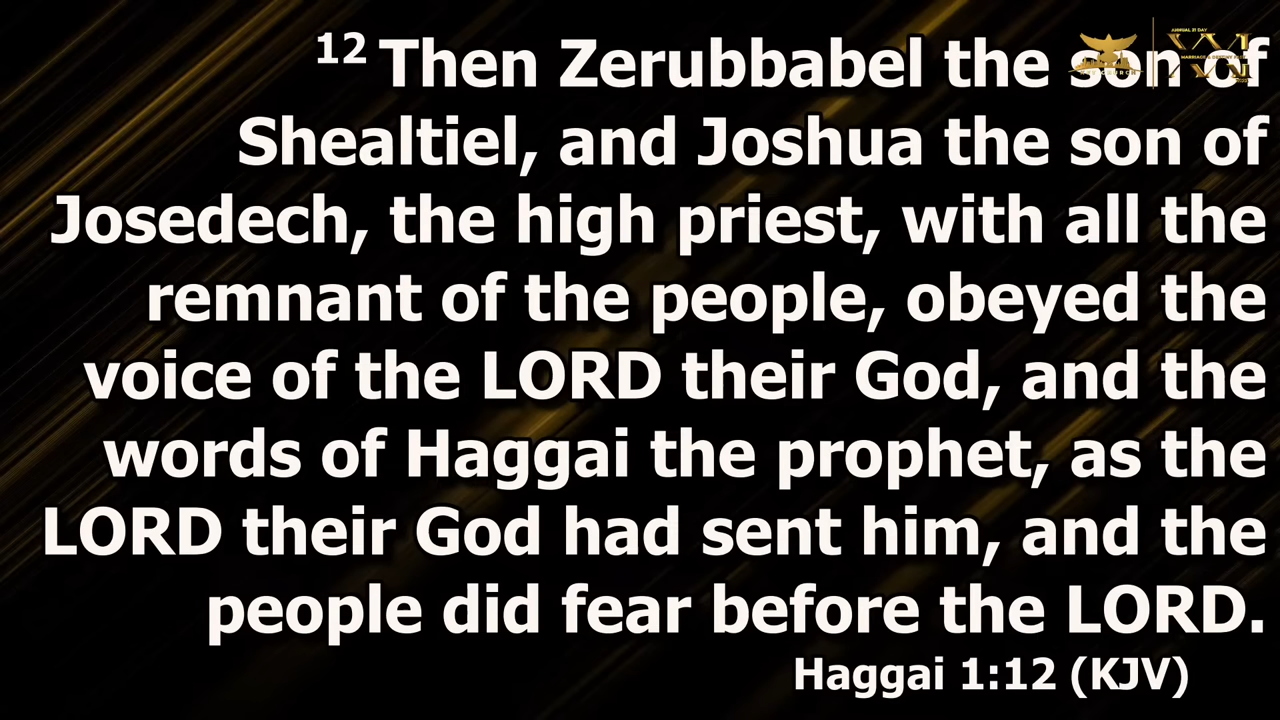 12 Then Zerubbabel the son of
Shealtiel, and Joshua the son of
Josedech, the high priest, with all the
remnant of the people, obeyed the
voice of the LORD their God, and the
words of Haggai the prophet, as the
LORD their God had sent him, and the
people did fear before the LORD.
Haggai 1:12 (KJV)
ANNUAL 21 DAY